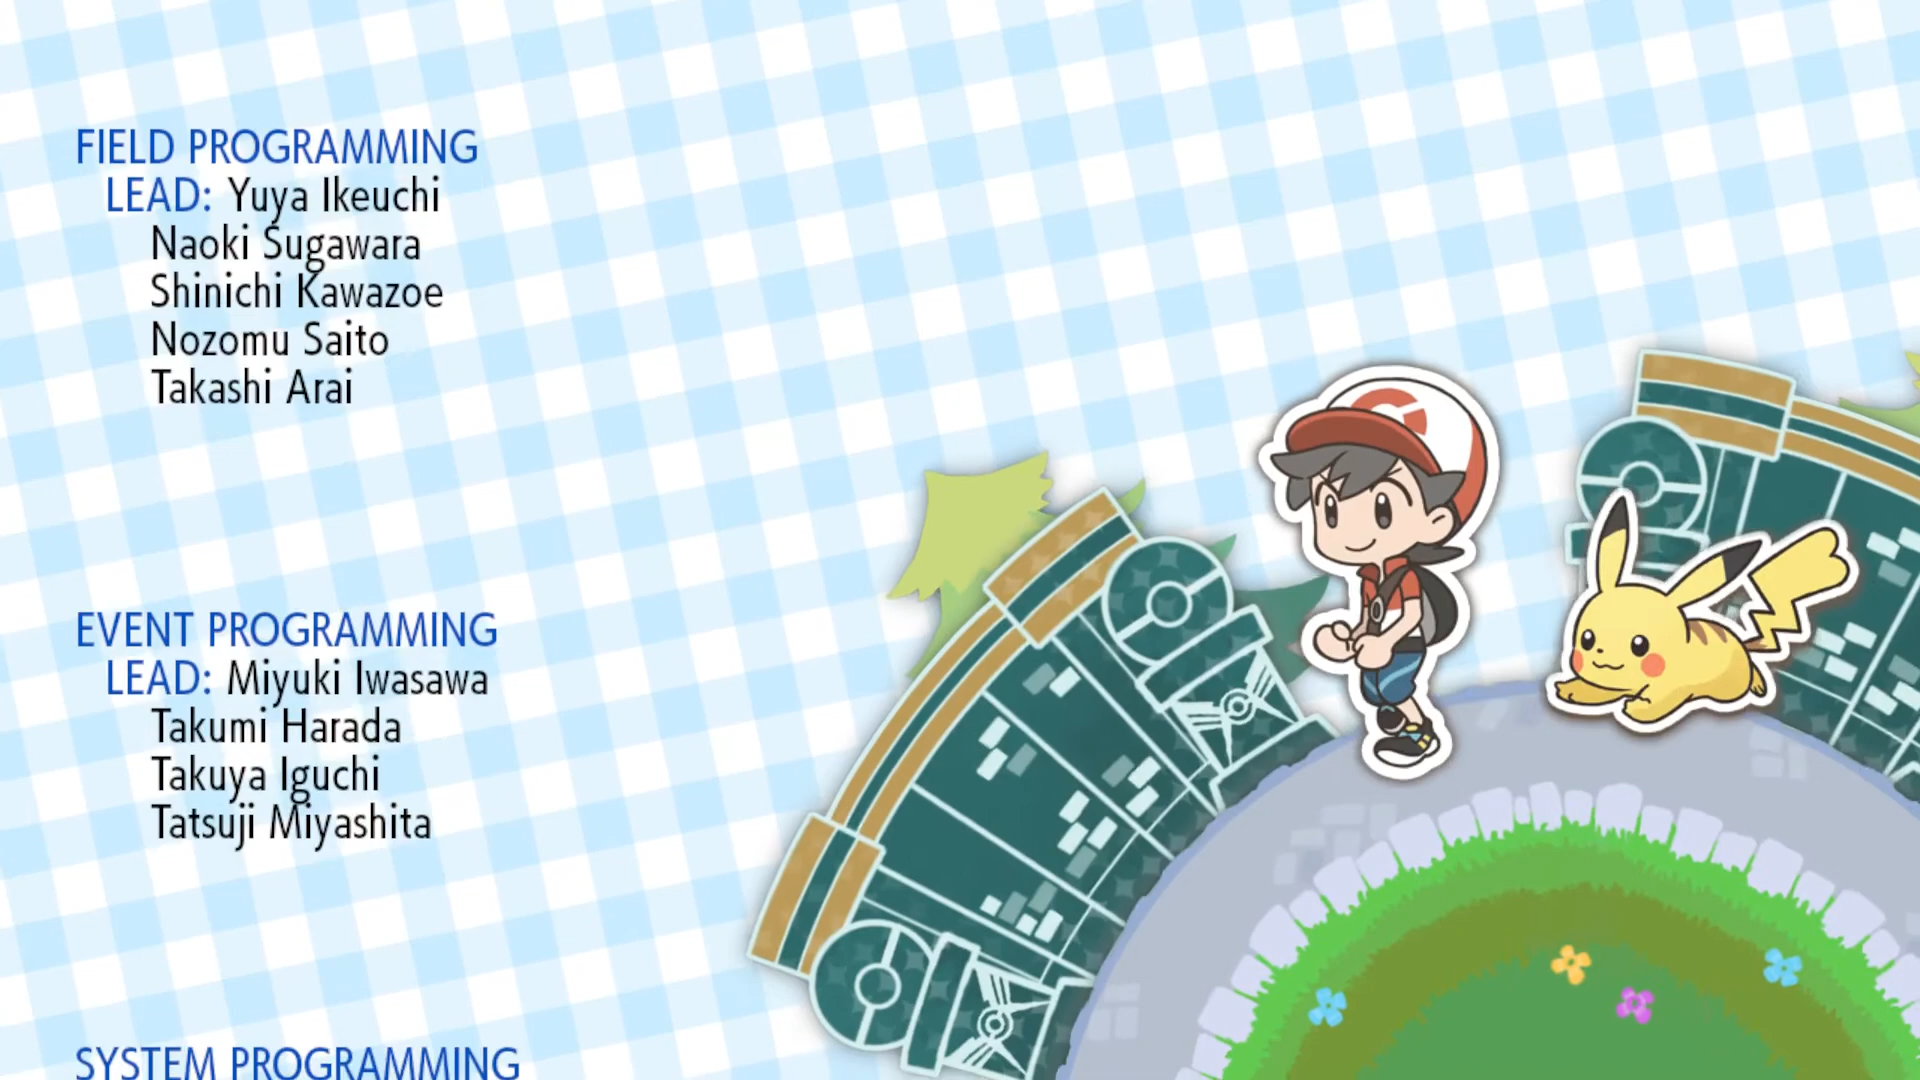 FIELD PROGRAMMING
LEAD: Yuya Ikeuchi
Naoki Sugawara
Shinichi Kawazoe
Nozomu Saito
Takashi Arai
EVENT PROGRAMMING
LEAD: Miyuki Iwasawa
Takumi Harada
Takuya Iguchi
Tatsuji Miyashita
SYSTEM PROGRAMMING